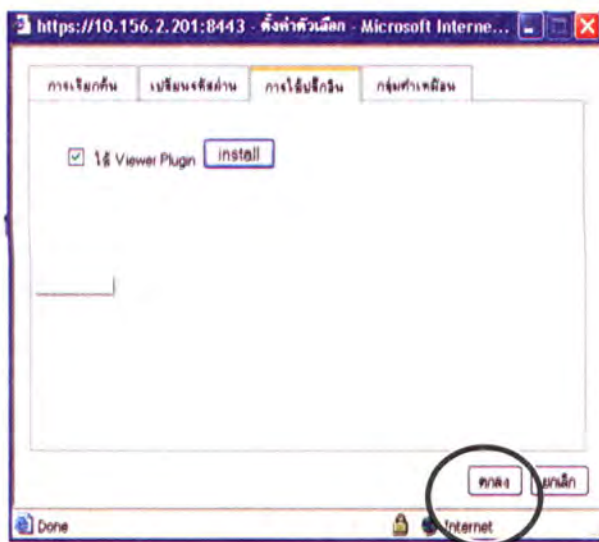 https://10.156.2.201:8443 - ตั้งค่าตัวเลือก - Microsoft Interne...
การเรียกค้น เปลี่ยนรหัสผ่าน การใช้ปลั๊กอิน กลุ่มเสมือน
ใช้ Viewer Plugin install
ตกลง ยกเลิก
Done Internet